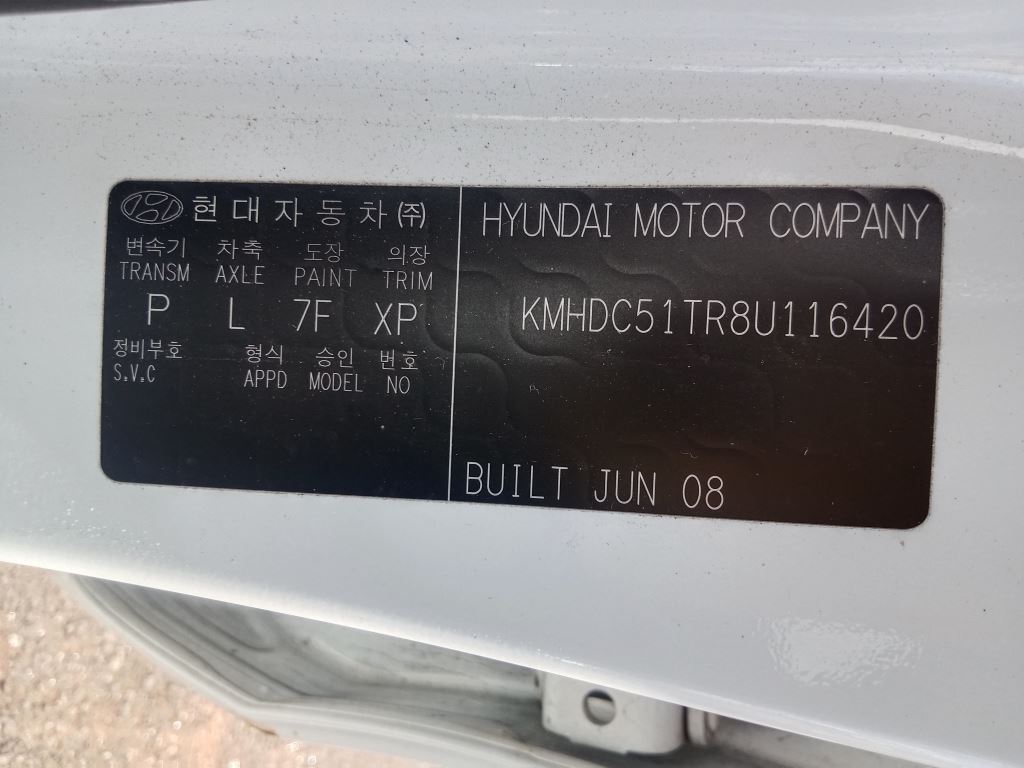 현대자동차㈜
변속기 차축 도장 의장
TRANSM AXLE PAINT TRIM
P L 7F XP
정비부호 형식 승인 번호
S.V.C APPD MODEL NO
HYUNDAI MOTOR COMPANY
KMHDC51TR8U116420
BUILT JUN 08